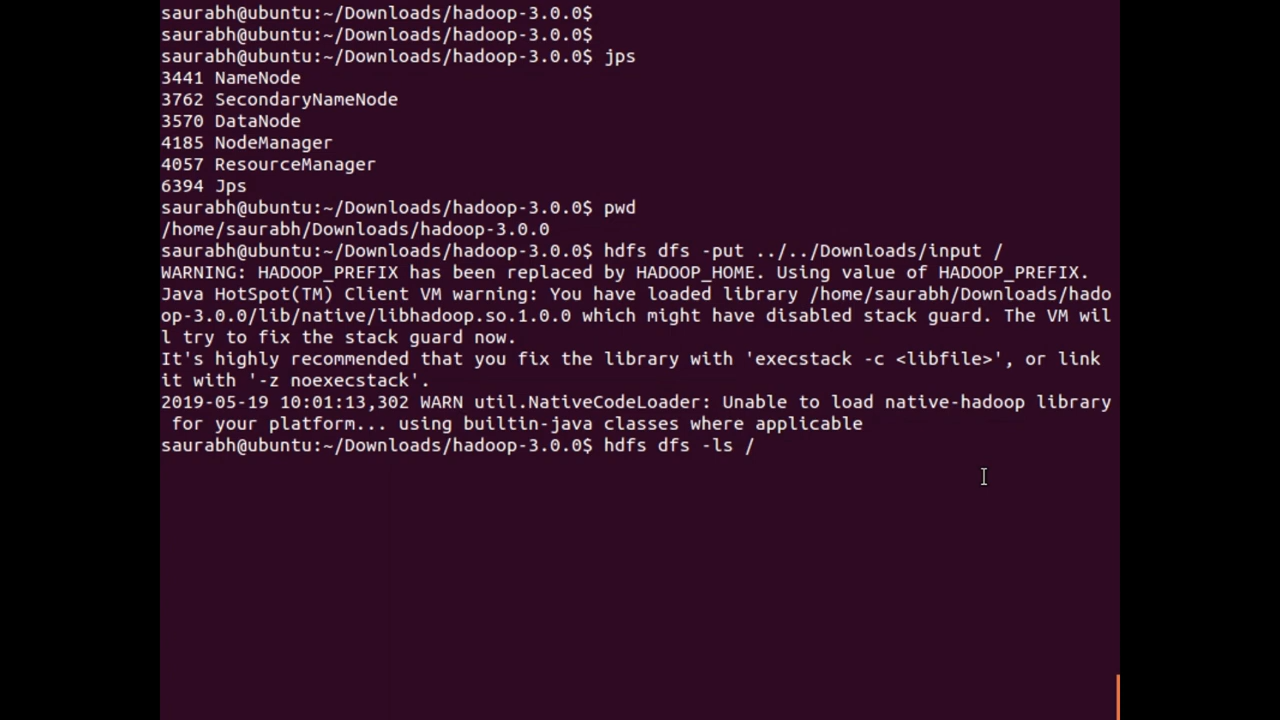 saurabh@ubuntu:~/Downloads/hadoop-3.0.0$
saurabh@ubuntu:~/Downloads/hadoop-3.0.0$
saurabh@ubuntu:~/Downloads/hadoop-3.0.0$ jps
3441 NameNode
3762 SecondaryNameNode
3570 DataNode
4185 NodeManager
4057 ResourceManager
6394 Jps
saurabh@ubuntu:~/Downloads/hadoop-3.0.0$ pwd
/home/saurabh/Downloads/hadoop-3.0.0
saurabh@ubuntu:~/Downloads/hadoop-3.0.0$ hdfs dfs -put ../../Downloads/input /
WARNING: HADOOP_PREFIX has been replaced by HADOOP_HOME. Using value of HADOOP_PREFIX.
Java HotSpot(TM) Client VM warning: You have loaded library /home/saurabh/Downloads/hado
op-3.0.0/lib/native/libhadoop.so.1.0.0 which might have disabled stack guard. The VM wil
l try to fix the stack guard now.
It's highly recommended that you fix the library with 'execstack -c <libfile>', or link
it with '-z noexecstack'.
2019-05-19 10:01:13,302 WARN util.NativeCodeLoader: Unable to load native-hadoop library
 for your platform... using builtin-java classes where applicable
saurabh@ubuntu:~/Downloads/hadoop-3.0.0$ hdfs dfs -ls /